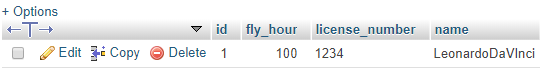 + Options
id fly_hour license_number name
Edit Copy Delete 1 100 1234 LeonardoDaVInci